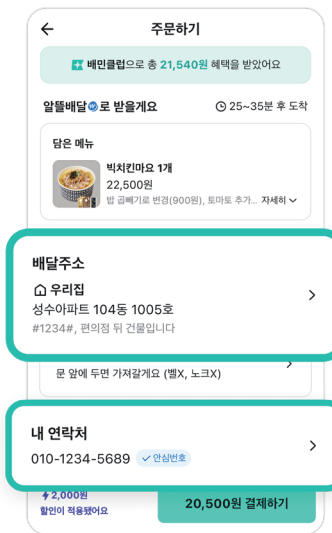 주문하기
배민클럽으로 총 21,540원 혜택을 받았어요
알뜰배달로 받을게요
25~35분 후 도착
담은 메뉴
빅치킨마요 1개
22,500원
밥 곱빼기로 변경(900원), 토마토 추가... 자세히
배달주소
우리집
성수아파트 104동 1005호
#1234#, 편의점 뒤 건물입니다
문 앞에 두면 가져갈게요 (벨X, 노크X)
내 연락처
010-1234-5689 안심번호
2,000원
할인이 적용됐어요
20,500원 결제하기